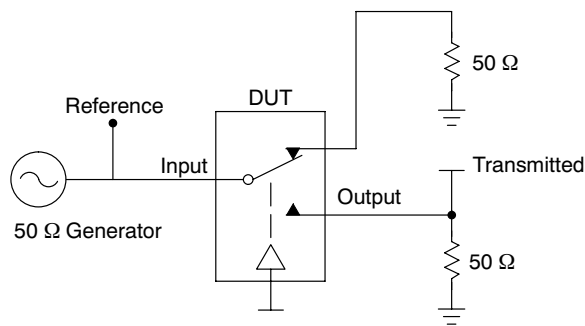 50 Ω
Reference
DUT
Input
Transmitted
Output
50 Ω Generator
50 Ω